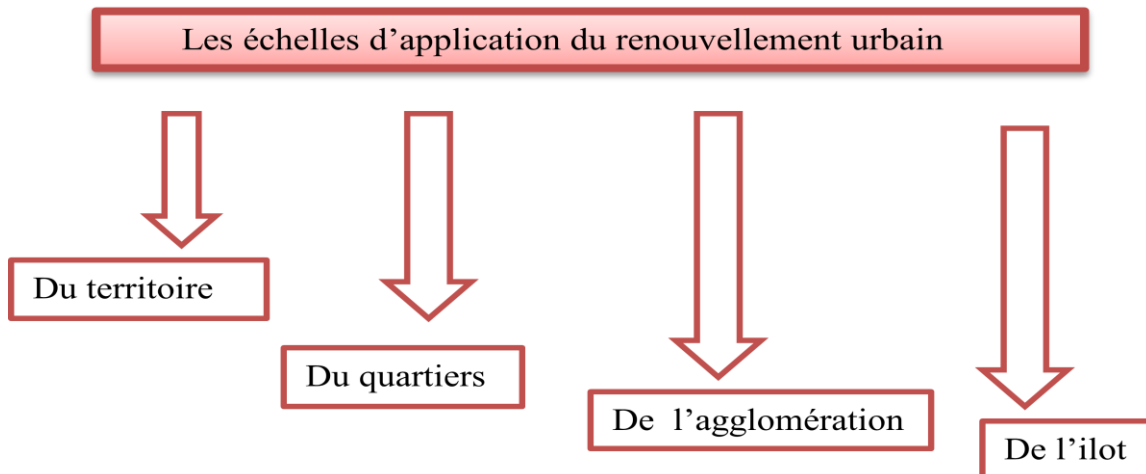 Les échelles d’application du renouvellement urbain
Du territoire
Du quartiers
De l’agglomération
De l’ilot